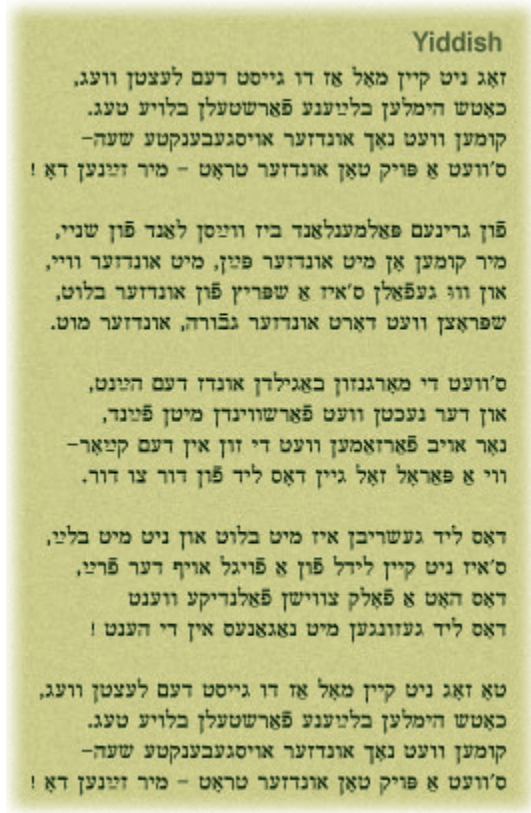 Yiddish
זאָג ניט קיין מאָל אַז דו גייסט דעם לעצטן וועג,
כאָטש הימלען בלײַענע פֿאַרשטעלן בלויע טעג.
קומען וועט נאָך אונדזער אויסגעבענקטע שעה–
ס'וועט אַ פּויק טאָן אונדזער טראָט – מיר זײַנען דאָ !
פֿון גרינעם פּאַלמענלאַנד ביז ווײַסן לאַנד פֿון שניי,
מיר קומען אָן מיט אונדזער פּײַן, מיט אונדזער וויי,
און וווּ געפֿאַלן ס'איז אַ שפּריץ פֿון אונדזער בלוט,
שפּראָצן וועט דאָרט אונדזער גבֿורה, אונדזער מוט.
ס'וועט די מאָרגנזון באַגילדן אונדז דעם הײַנט,
און דער נעכטן וועט פֿאַרשווינדן מיטן פֿײַנד,
נאָר אויב פֿאַרזאַמען וועט די זון אין דעם קײַאָר–
ווי אַ פּאַראָל זאָל גיין דאָס ליד פֿון דור צו דור.
דאָס ליד געשריבן איז מיט בלוט און ניט מיט בלײַ,
ס'איז ניט קיין לידל פֿון אַ פֿויגל אויף דער פֿרײַ,
דאָס האָט אַ פֿאָלק צווישן פֿאַלנדיקע ווענט
דאָס ליד געזונגען מיט נאַגאַנעס אין די הענט !
טאָ זאָג ניט קיין מאָל אַז דו גייסט דעם לעצטן וועג,
כאָטש הימלען בלײַענע פֿאַרשטעלן בלויע טעג.
קומען וועט נאָך אונדזער אויסגעבענקטע שעה–
ס'וועט אַ פּויק טאָן אונדזער טראָט – מיר זײַנען דאָ !